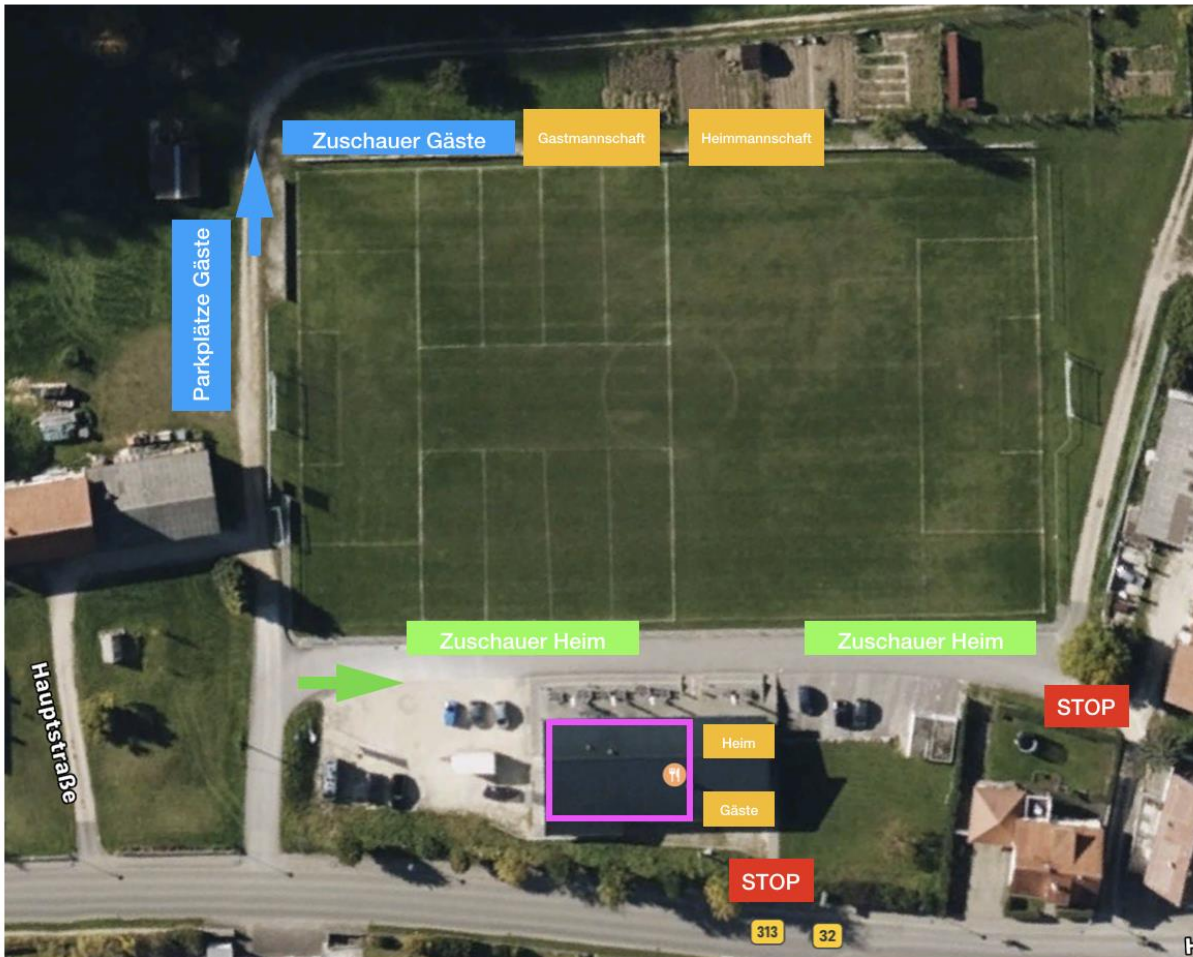 Zuschauer Gäste
Gastmannschaft
Heimmannschaft
Parkplätze Gäste
Zuschauer Heim
Zuschauer Heim
Hauptstraße
STOP
Heim
Gäste
STOP
313
32
H